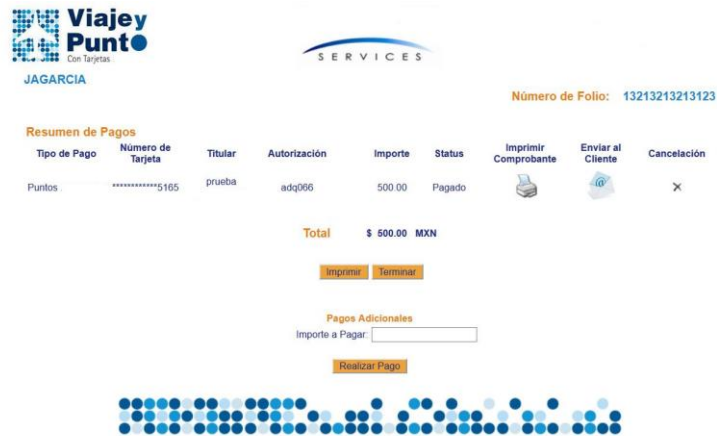 Viajey
Punto
Con Tarjetas
SERVICES
JAGARCIA
Número de Folio: 13213213213123
Resumen de Pagos
Tipo de Pago Número de Tarjeta Titular Autorización Importe Status Imprimir Comprobante Enviar al Cliente Cancelación
Puntos ************5165 prueba adq066 500.00 Pagado
Total $ 500.00 MXN
Imprimir Terminar
Pagos Adicionales
Importe a Pagar:
Realizar Pago